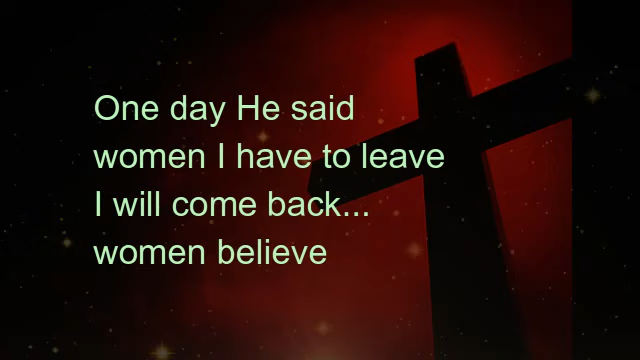 One day He said
women I have to leave
I will come back...
women believe